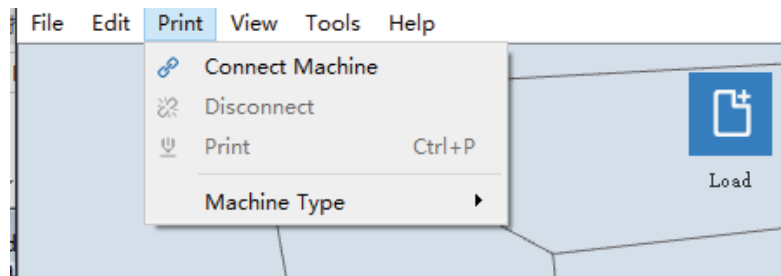 File Edit Print View Tools Help
Connect Machine
Disconnect
Print Ctrl+P
Machine Type
Load